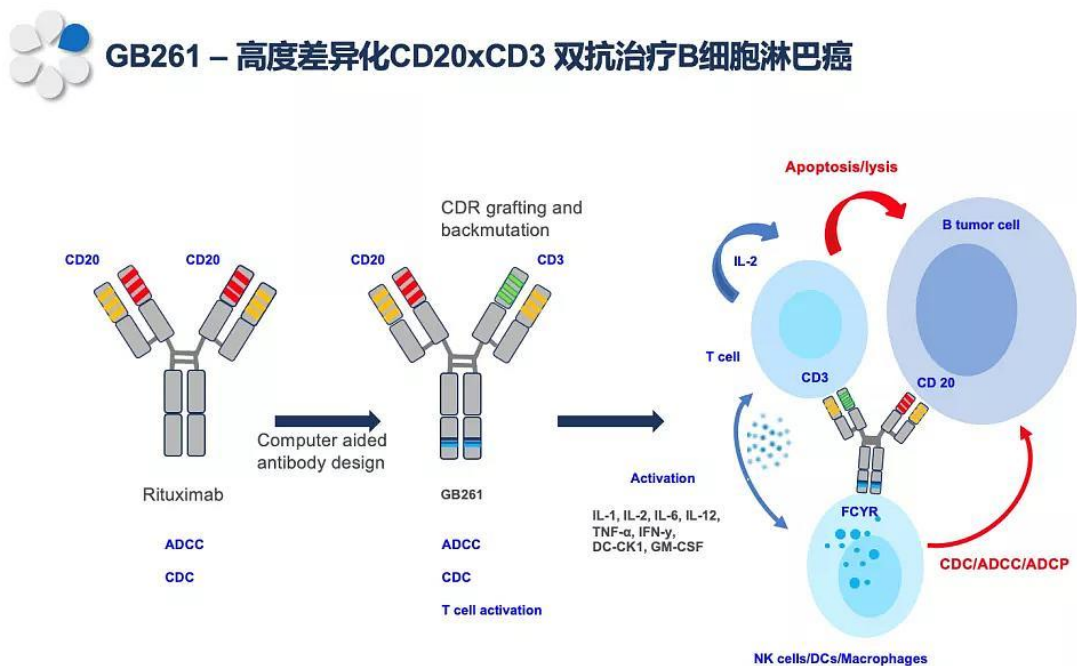 GB261 – 高度差异化CD20xCD3 双抗治疗B细胞淋巴癌
CD20
CD20
Rituximab
ADCC
CDC
Computer aided
antibody design
CDR grafting and
backmutation
CD20
CD3
GB261
ADCC
CDC
T cell activation
Activation
IL-1, IL-2, IL-6, IL-12,
TNF-α, IFN-y,
DC-CK1, GM-CSF
Apoptosis/lysis
IL-2
B tumor cell
T cell
CD3
CD 20
FCYR
CDC/ADCC/ADCP
NK cells/DCs/Macrophages